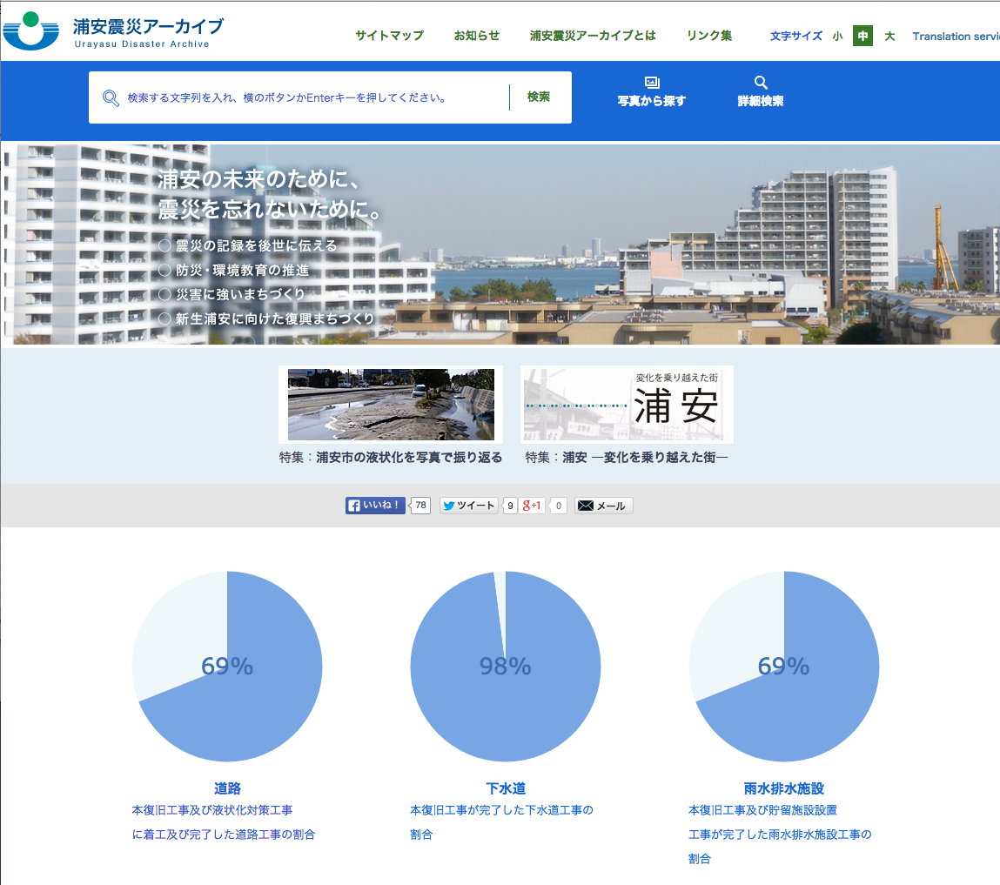 浦安震災アーカイブ
Urayasu Disaster Archive
サイトマップ
お知らせ
浦安震災アーカイブとは
リンク集
文字サイズ 小 中 大
Translation servi
検索する文字列を入れ、横のボタンかEnterキーを押してください。
検索
写真から探す
詳細検索
浦安の未来のために、
震災を忘れないために。
○ 震災の記録を後世に伝える
○ 防災・環境教育の推進
○ 災害に強いまちづくり
○ 新生浦安に向けた復興まちづくり
変化を乗り越えた街
浦安
特集：浦安市の液状化を写真で振り返る
特集：浦安 ―変化を乗り越えた街―
いいね！ 78
ツイート 9
g+1 0
メール
69%
98%
69%
道路
本復旧工事及び液状化対策工事
に着工及び完了した道路工事の割合
下水道
本復旧工事が完了した下水道工事の
割合
雨水排水施設
本復旧工事及び貯留施設設置
工事が完了した雨水排水施設工事の
割合